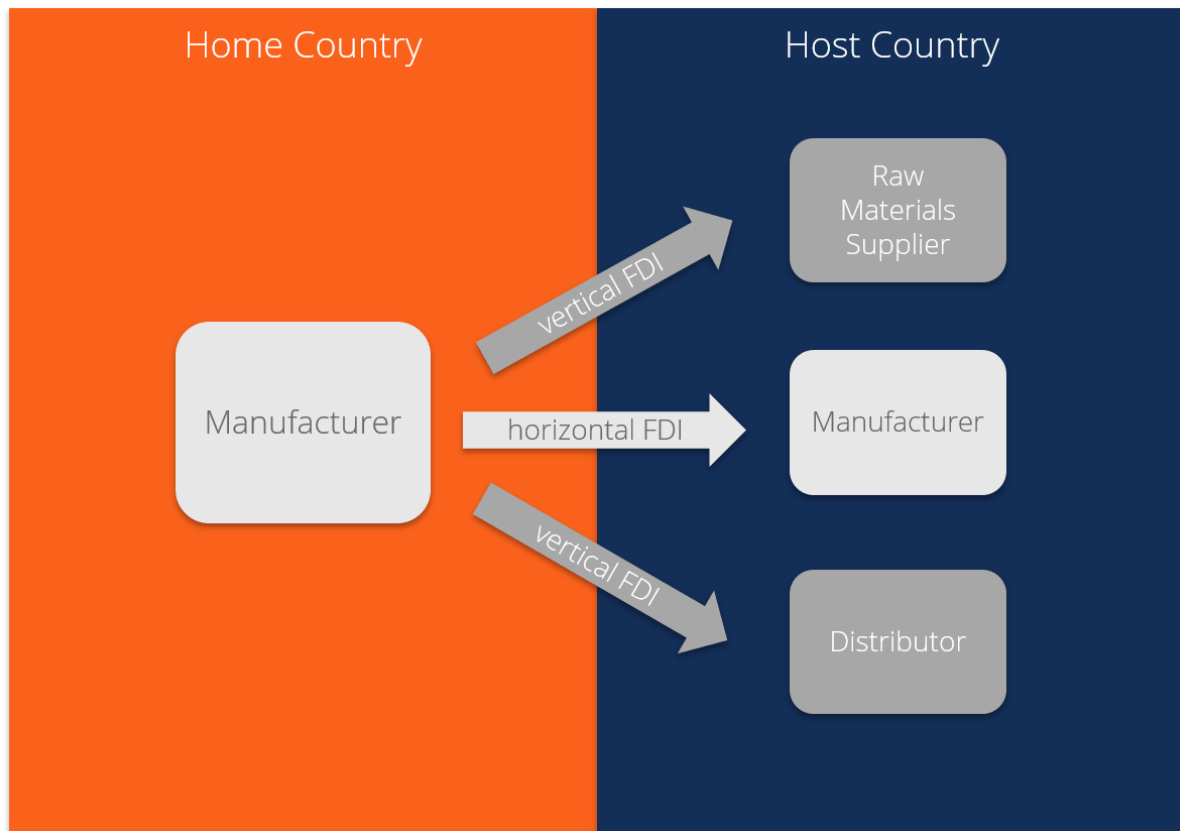 Home Country
Host Country
Raw
Materials
Supplier
vertical FDI
Manufacturer
horizontal FDI
Manufacturer
vertical FDI
Distributor